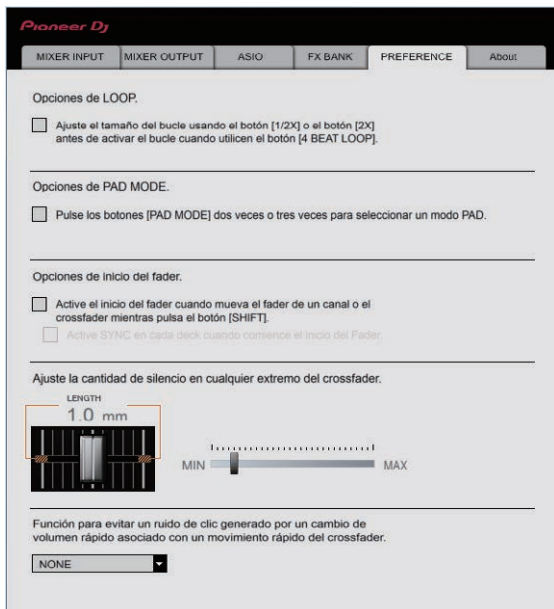 Pioneer Dj
MIXER INPUT MIXER OUTPUT ASIO FX BANK PREFERENCE About
Opciones de LOOP.
Ajuste el tamaño del bucle usando el botón [1/2X] o el botón [2X]
antes de activar el bucle cuando utilicen el botón [4 BEAT LOOP].
Opciones de PAD MODE.
Pulse los botones [PAD MODE] dos veces o tres veces para seleccionar un modo PAD.
Opciones de inicio del fader.
Active el inicio del fader cuando mueva el fader de un canal o el
crossfader mientras pulsa el botón [SHIFT].
Active SYNC en cada deck cuando comience el inicio del Fader.
Ajuste la cantidad de silencio en cualquier extremo del crossfader.
LENGTH
1.0 mm
MIN MAX
Función para evitar un ruido de clic generado por un cambio de
volumen rápido asociado con un movimiento rápido del crossfader.
NONE